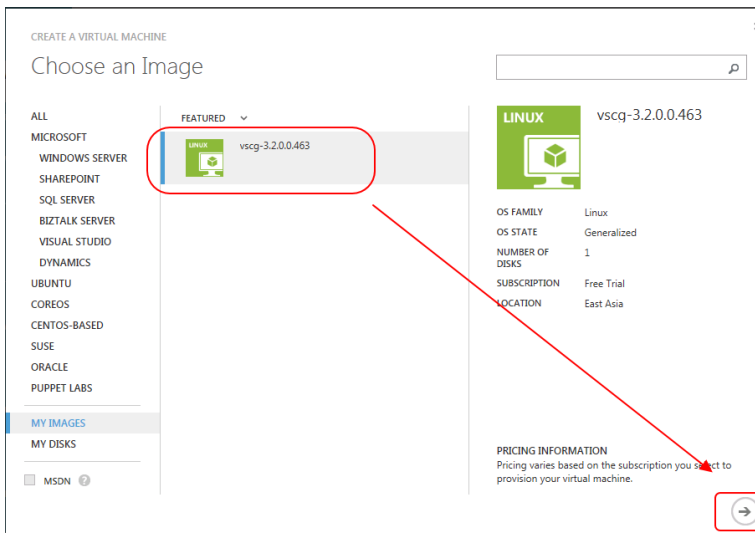 CREATE A VIRTUAL MACHINE
Choose an Image
ALL
MICROSOFT
WINDOWS SERVER
SHAREPOINT
SQL SERVER
BIZTALK SERVER
VISUAL STUDIO
DYNAMICS
UBUNTU
COREOS
CENTOS-BASED
SUSE
ORACLE
PUPPET LABS
MY IMAGES
MY DISKS
MSDN ?
FEATURED
LINUX
vscg-3.2.0.0.463
LINUX
vscg-3.2.0.0.463
OS FAMILY Linux
OS STATE Generalized
NUMBER OF DISKS 1
SUBSCRIPTION Free Trial
LOCATION East Asia
PRICING INFORMATION
Pricing varies based on the subscription you select to
provision your virtual machine.